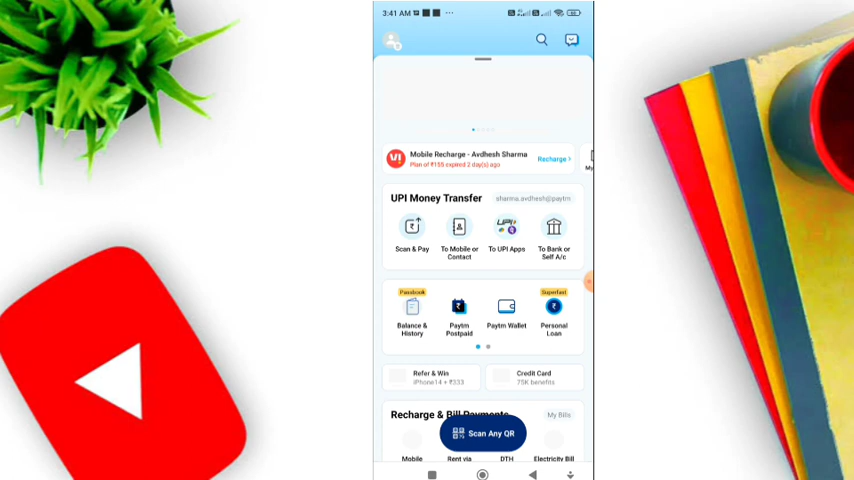 3:41 AM
Mobile Recharge - Avdhesh Sharma
Plan of ₹155 expired 2 day(s) ago
Recharge >
UPI Money Transfer
sharma.avdhesh@paytm
Scan & Pay
To Mobile or
Contact
To UPI Apps
To Bank or
Self A/c
Passbook
Superfast
Balance &
History
Paytm
Postpaid
Paytm Wallet
Personal
Loan
Refer & Win
iPhone14 + ₹333
Credit Card
75K benefits
Recharge & Bill Payments
My Bills
Scan Any QR
Mobile
Rent via
DTH
Electricity Bill